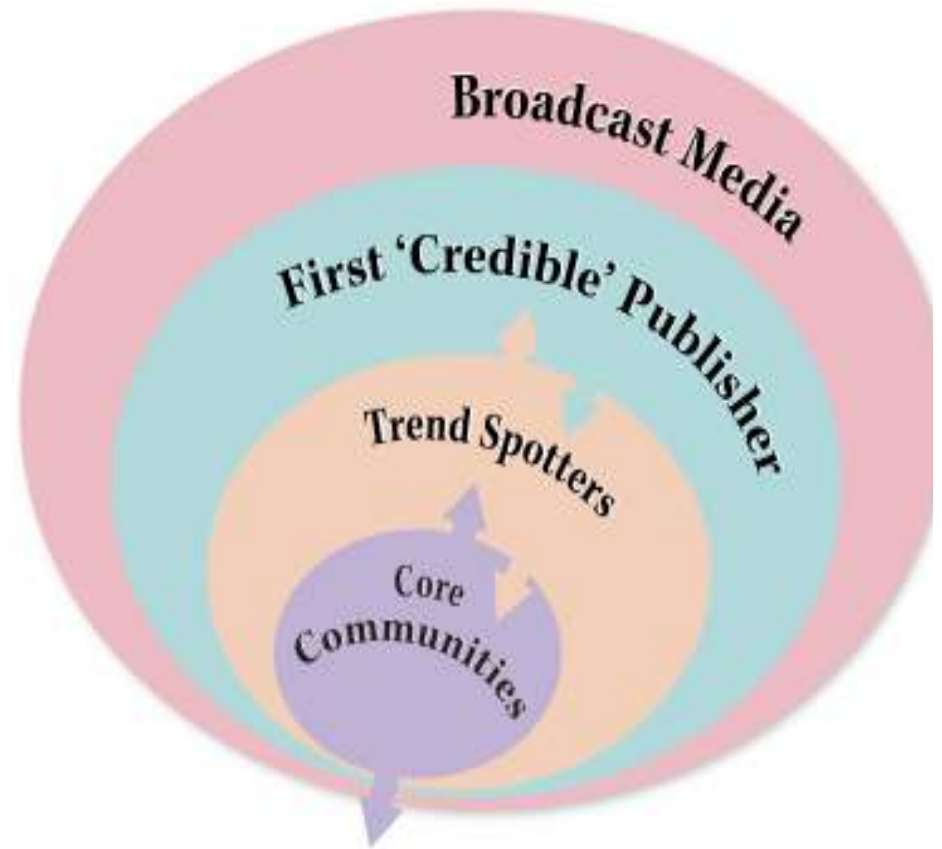 Broadcast Media
First ‘Credible’ Publisher
Trend Spotters
Core
Communities